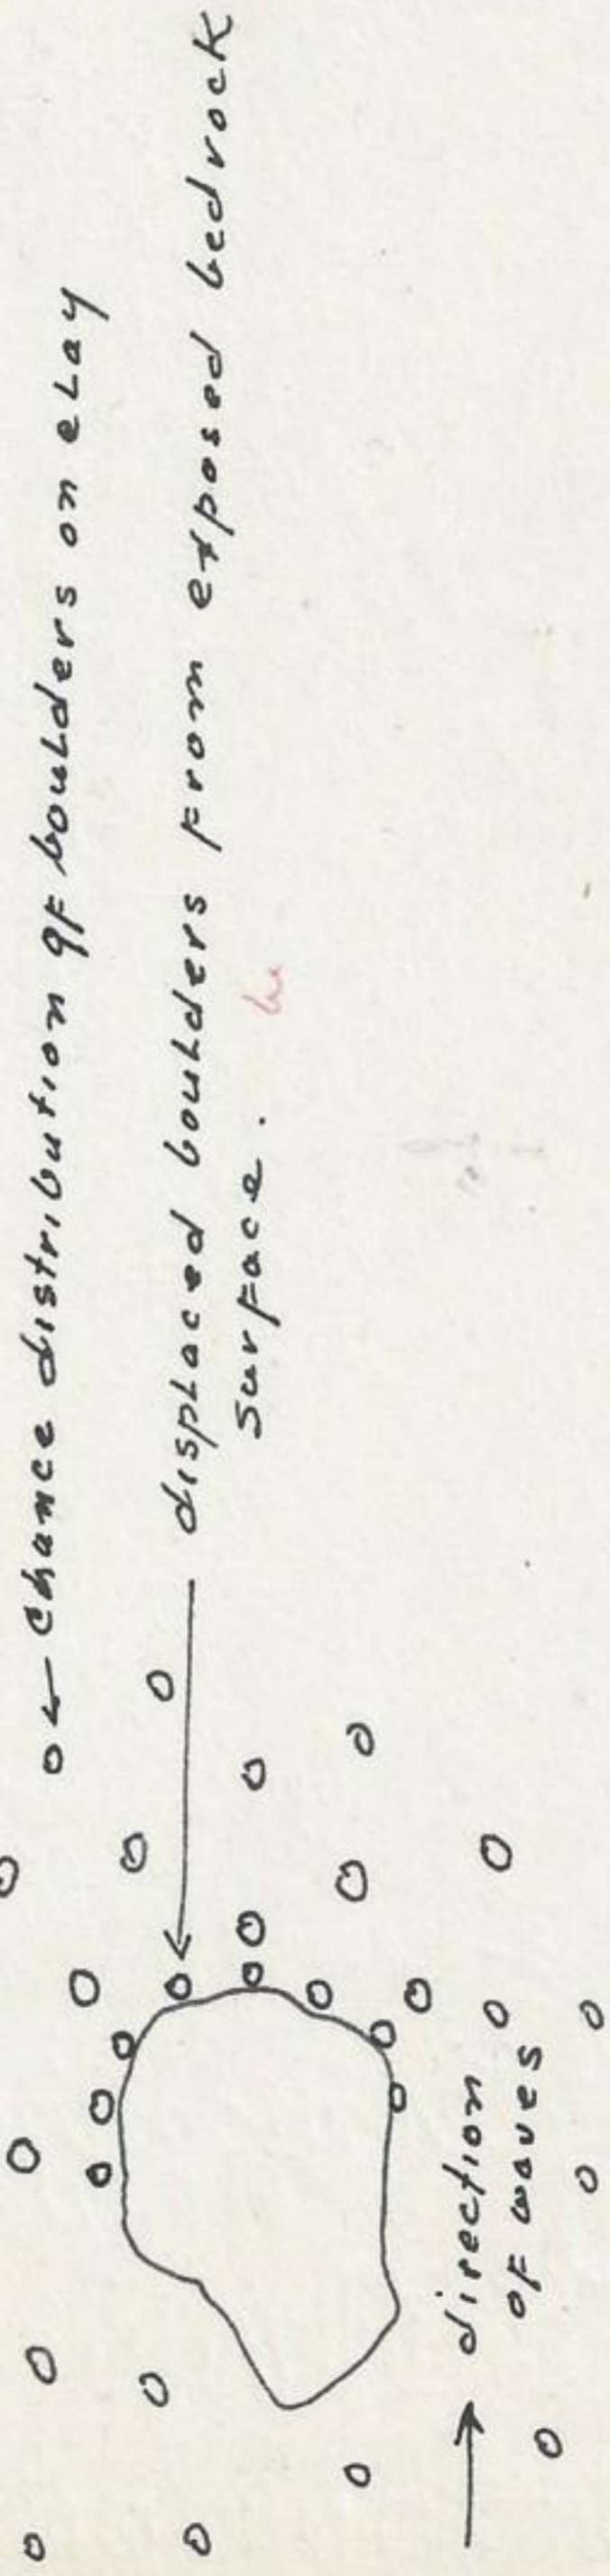 chance distribution of boulders on clay
displaced boulders from exposed bedrock
surface.
direction
of waves